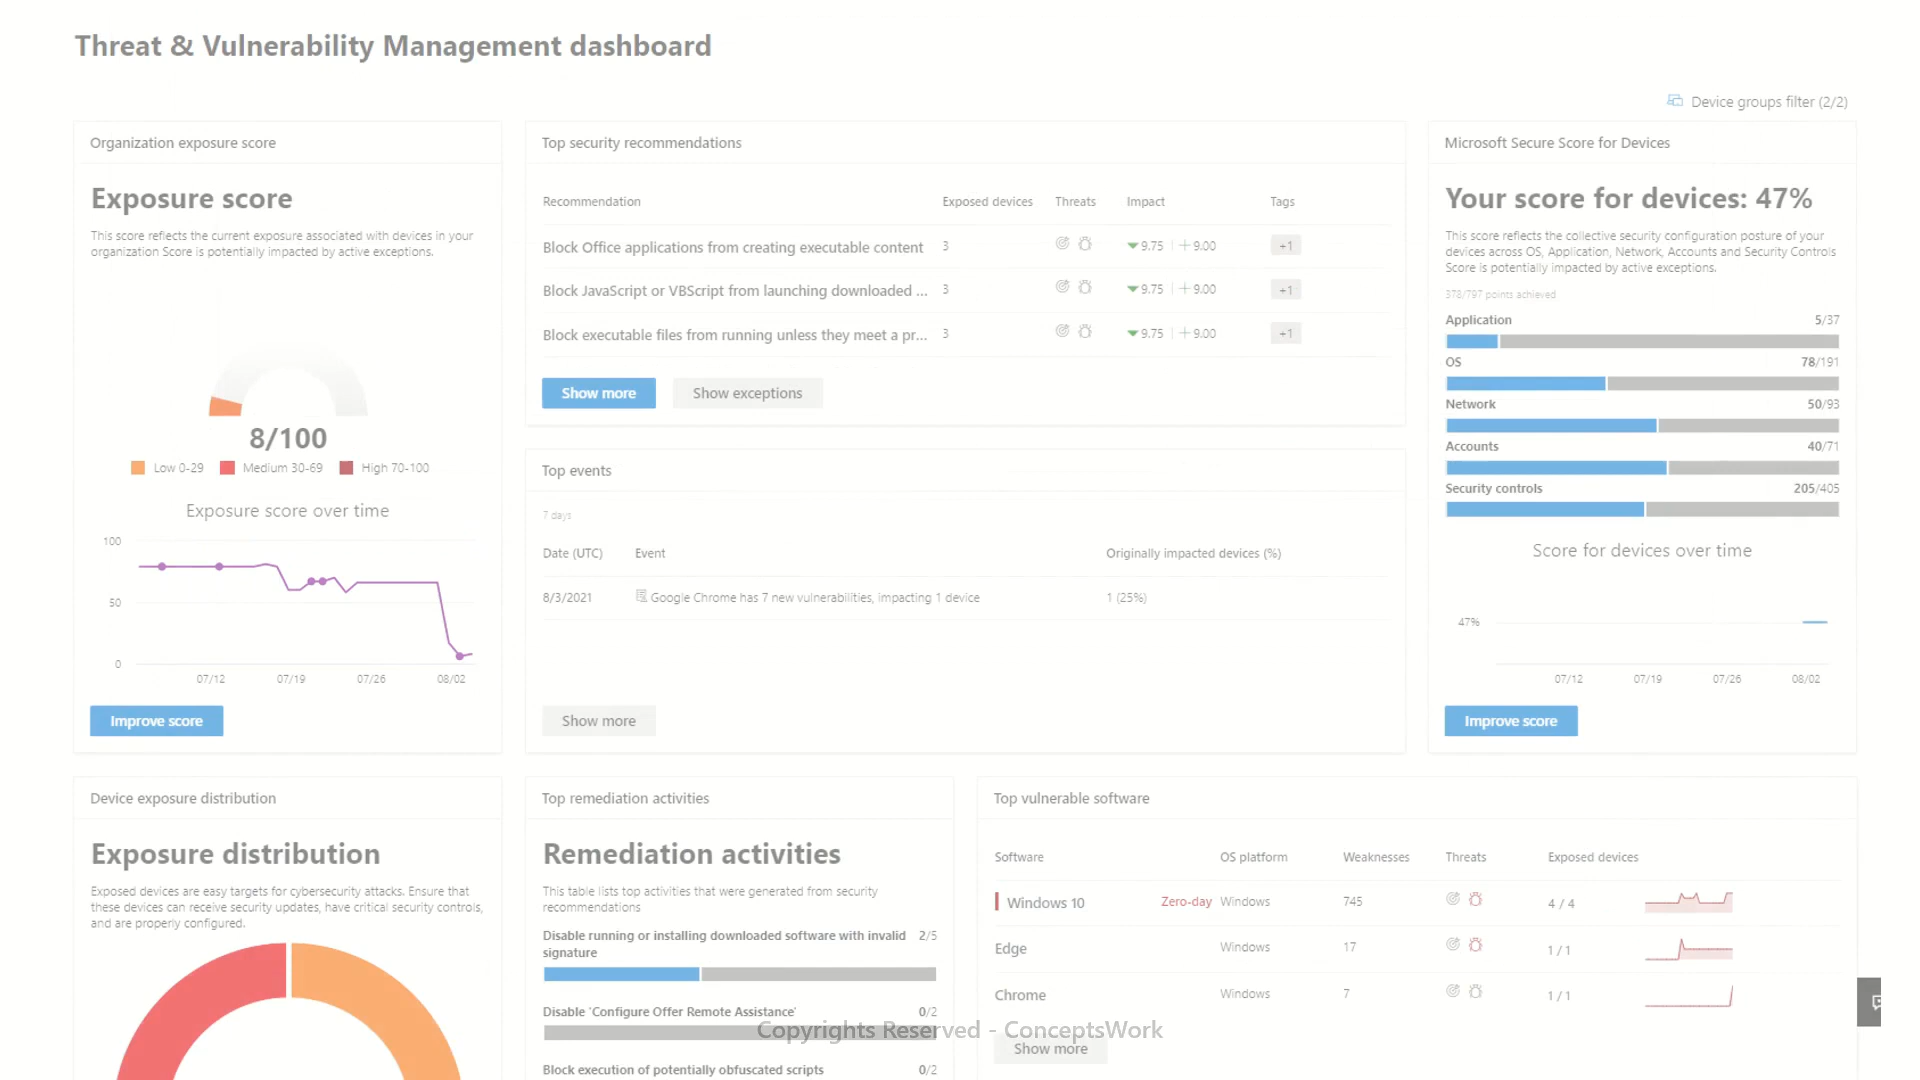 Threat & Vulnerability Management dashboard
Device groups filter (2/2)
Organization exposure score
Exposure score
This score reflects the current exposure associated with devices in your
organization Score is potentially impacted by active exceptions.
8/100
Low 0-29 Medium 30-69 High 70-100
Exposure score over time
100
50
0
07/12 07/19 07/26 08/02
Improve score
Top security recommendations
Recommendation Exposed devices Threats Impact Tags
Block Office applications from creating executable content 3 9.75 | +9.00 +1
Block JavaScript or VBScript from launching downloaded ... 3 9.75 | +9.00 +1
Block executable files from running unless they meet a pr... 3 9.75 | +9.00 +1
Show more Show exceptions
Top events
7 days
Date (UTC) Event Originally impacted devices (%)
8/3/2021 Google Chrome has 7 new vulnerabilities, impacting 1 device 1 (25%)
Show more
Microsoft Secure Score for Devices
Your score for devices: 47%
This score reflects the collective security configuration posture of your
devices across OS, Application, Network, Accounts and Security Controls
Score is potentially impacted by active exceptions.
378/797 points achieved
Application 5/37
OS 78/191
Network 50/93
Accounts 40/71
Security controls 205/405
Score for devices over time
47%
07/12 07/19 07/26 08/02
Improve score
Device exposure distribution
Exposure distribution
Exposed devices are easy targets for cybersecurity attacks. Ensure that
these devices can receive security updates, have critical security controls,
and are properly configured.
Top remediation activities
Remediation activities
This table lists top activities that were generated from security
recommendations
Disable running or installing downloaded software with invalid 2/5
signature
Disable 'Configure Offer Remote Assistance' 0/2
Block execution of potentially obfuscated scripts 0/2
Top vulnerable software
Software OS platform Weaknesses Threats Exposed devices
Windows 10 Zero-day Windows 745 4 / 4
Edge Windows 17 1 / 1
Chrome Windows 7 1 / 1
Show more
Copyrights Reserved - ConceptsWork